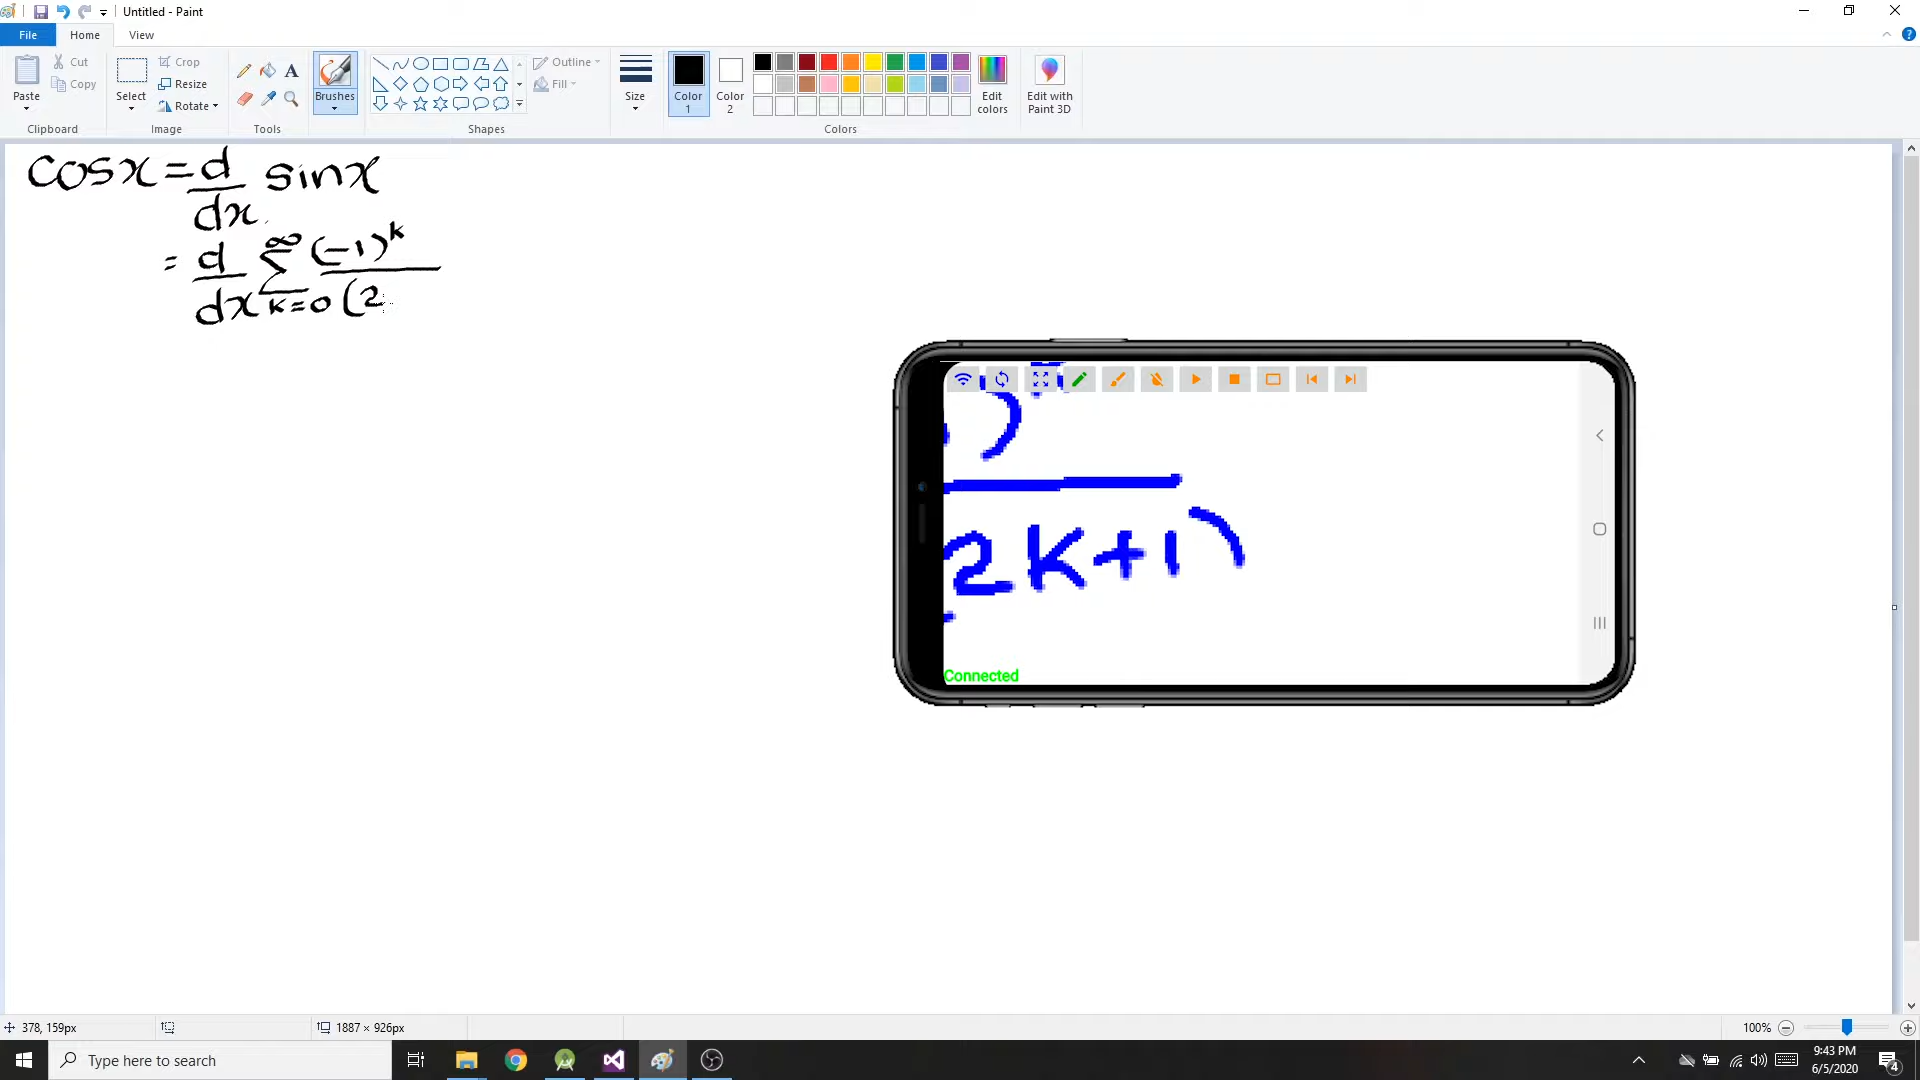 Untitled - Paint
File Home View
Paste Cut Copy Clipboard
Select Crop Resize Rotate Image
Tools
Brushes
Shapes Outline Fill
Size
Color 1 Color 2
Edit colors
Edit with Paint 3D
Colors
cosx = d/dx sinx
= d/dx ∑ k=0 ∞ (-1)^k / (2
)
2k+1)
Connected
378, 159px 1887 × 926px 100%
Type here to search
9:43 PM
6/5/2020
4